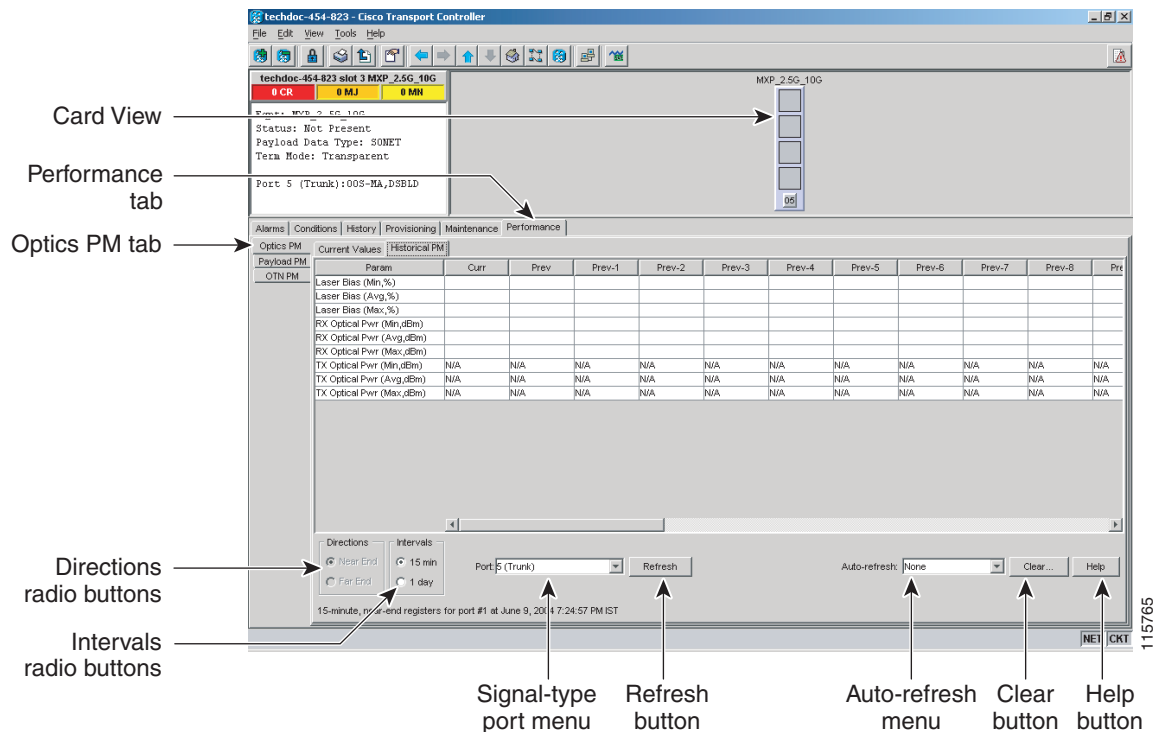 techdoc-454-823 - Cisco Transport Controller
File Edit View Tools Help
techdoc-454-823 slot 3 MXP_2.5G_10G
0 CR 0 MJ 0 MN
Eqpt: MXP_2.5G_10G
Status: Not Present
Payload Data Type: SONET
Term Mode: Transparent
Port 5 (Trunk):OOS-MA,DSBLD
MXP_2.5G_10G
05
Card View
Performance
tab
Optics PM tab
Alarms Conditions History Provisioning Maintenance Performance
Optics PM
Payload PM
OTN PM
Current Values Historical PM
Param Curr Prev Prev-1 Prev-2 Prev-3 Prev-4 Prev-5 Prev-6 Prev-7 Prev-8 Pre
Laser Bias (Min,%)
Laser Bias (Avg,%)
Laser Bias (Max,%)
RX Optical Pwr (Min,dBm)
RX Optical Pwr (Avg,dBm)
RX Optical Pwr (Max,dBm)
TX Optical Pwr (Min,dBm) N/A N/A N/A N/A N/A N/A N/A N/A N/A N/A N/A
TX Optical Pwr (Avg,dBm) N/A N/A N/A N/A N/A N/A N/A N/A N/A N/A N/A
TX Optical Pwr (Max,dBm) N/A N/A N/A N/A N/A N/A N/A N/A N/A N/A N/A
Directions Intervals
Near End 15 min
Far End 1 day
Port: 5 (Trunk) Refresh Auto-refresh: None Clear... Help
15-minute, near-end registers for port #1 at June 9, 2004 7:24:57 PM IST
NET CKT
Directions
radio buttons
Intervals
radio buttons
Signal-type
port menu
Refresh
button
Auto-refresh
menu
Clear
button
Help
button
115765